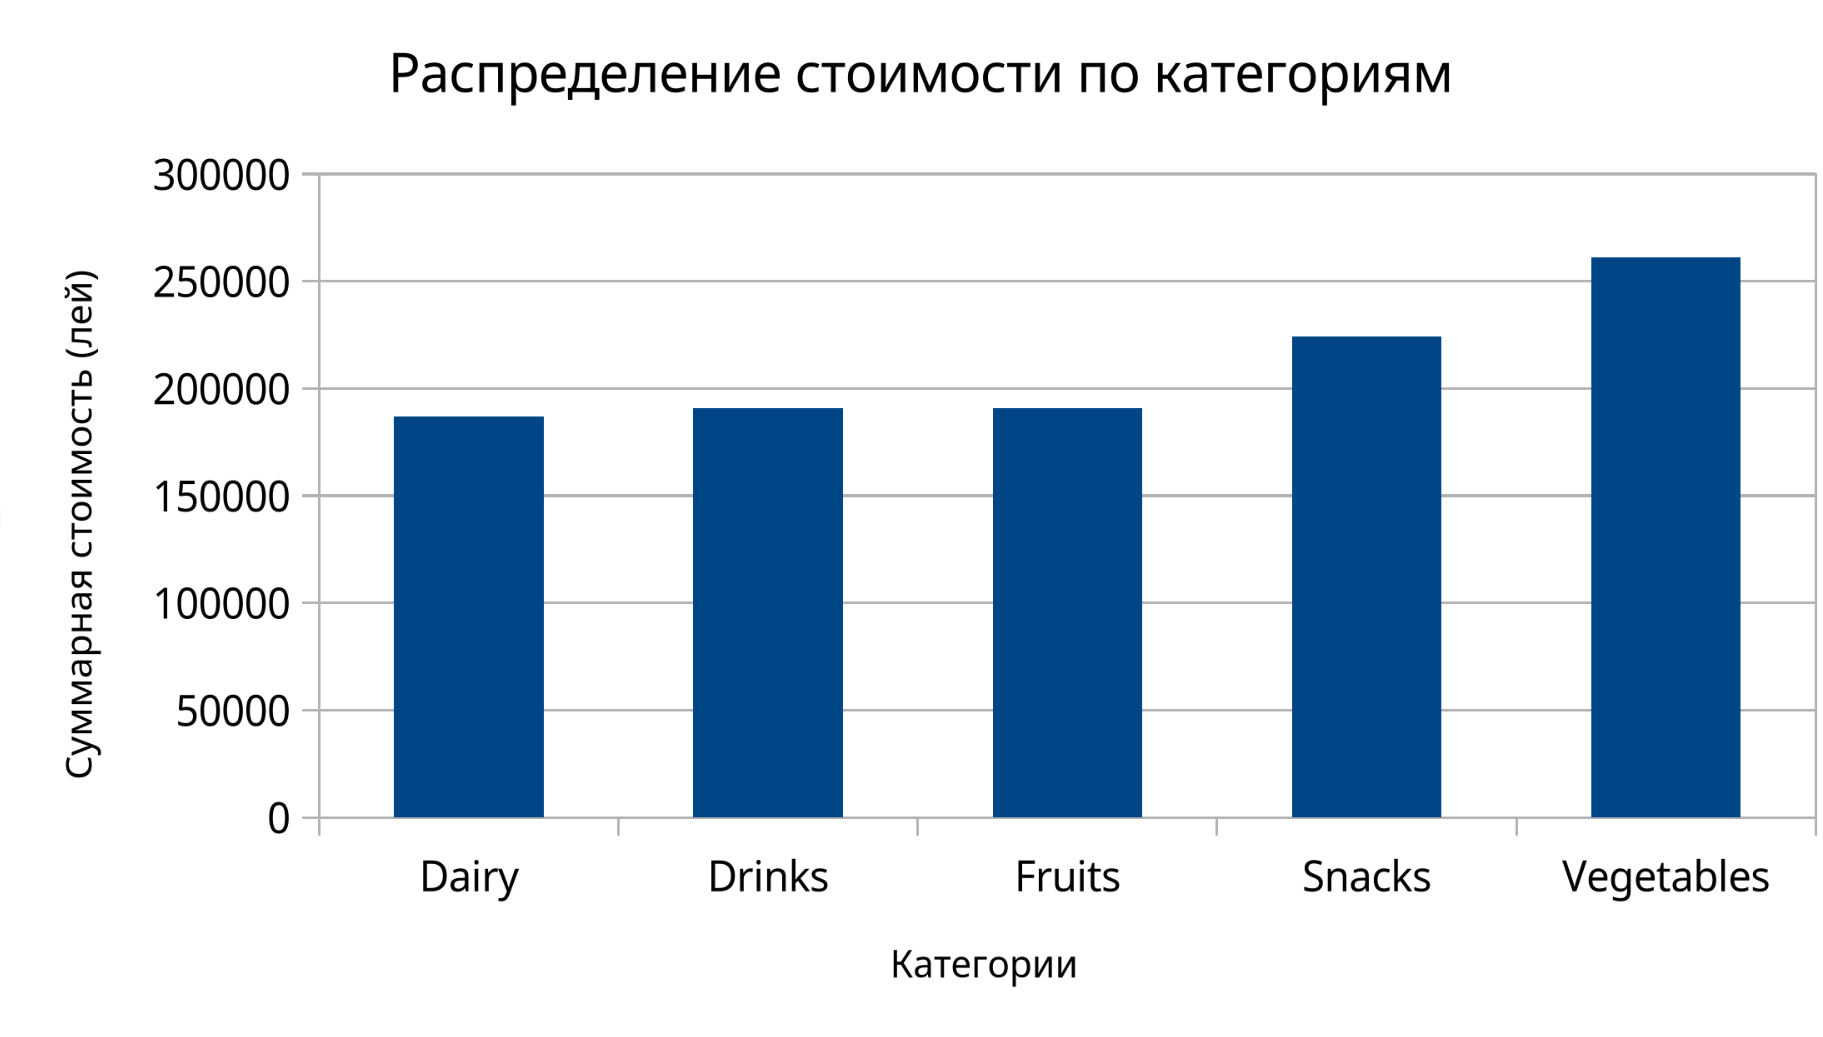 Распределение стоимости по категориям
300000
250000
200000
150000
100000
50000
0
Суммарная стоимость (лей)
Dairy
Drinks
Fruits
Snacks
Vegetables
Категории